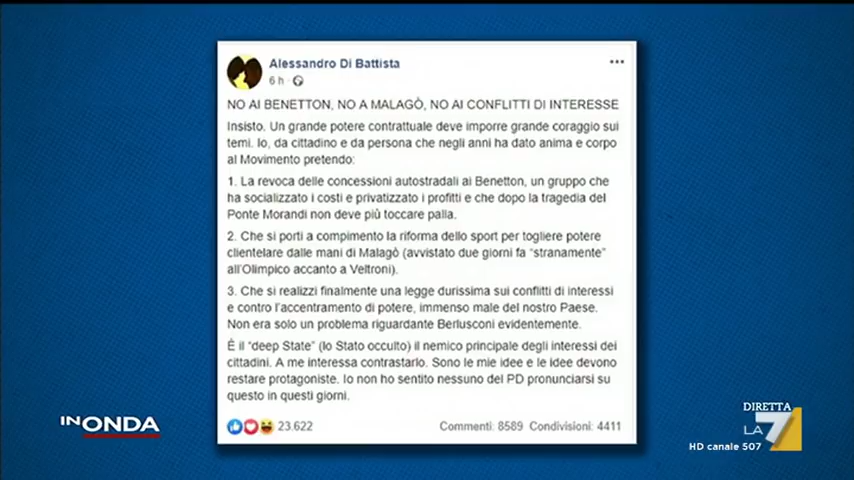 Alessandro Di Battista
6 h
NO AI BENETTON, NO A MALAGÒ, NO AI CONFLITTI DI INTERESSE
Insisto. Un grande potere contrattuale deve imporre grande coraggio sui
temi. Io, da cittadino e da persona che negli anni ha dato anima e corpo
al Movimento pretendo:
1. La revoca delle concessioni autostradali ai Benetton, un gruppo che
ha socializzato i costi e privatizzato i profitti e che dopo la tragedia del
Ponte Morandi non deve più toccare palla.
2. Che si porti a compimento la riforma dello sport per togliere potere
clientelare dalle mani di Malagò (avvistato due giorni fa "stranamente"
all'Olimpico accanto a Veltroni).
3. Che si realizzi finalmente una legge durissima sui conflitti di interessi
e contro l'accentramento di potere, immenso male del nostro Paese.
Non era solo un problema riguardante Berlusconi evidentemente.
É il "deep State" (lo Stato occulto) il nemico principale degli interessi dei
cittadini. A me interessa contrastarlo. Sono le mie idee e le idee devono
restare protagoniste. Io non ho sentito nessuno del PD pronunciarsi su
questo in questi giorni.
23.622
Commenti: 8589 Condivisioni: 4411
IN ONDA
DIRETTA
LA 7
HD canale 507